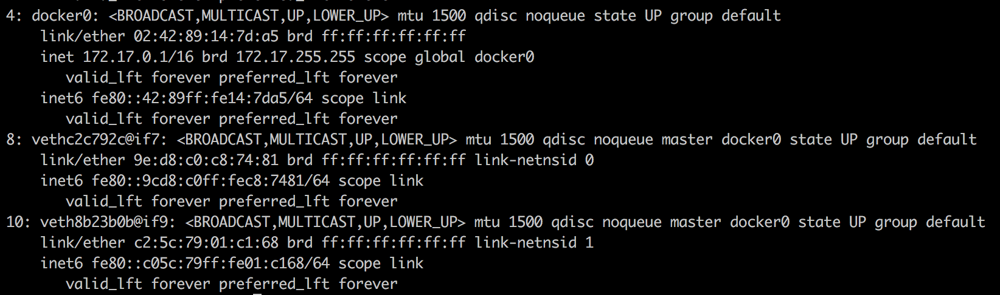 valid_lft forever preferred_lft forever
4: docker0: <BROADCAST,MULTICAST,UP,LOWER_UP> mtu 1500 qdisc noqueue state UP group default
link/ether 02:42:89:14:7d:a5 brd ff:ff:ff:ff:ff:ff
inet 172.17.0.1/16 brd 172.17.255.255 scope global docker0
valid_lft forever preferred_lft forever
inet6 fe80::42:89ff:fe14:7da5/64 scope link
valid_lft forever preferred_lft forever
8: vethc2c792c@if7: <BROADCAST,MULTICAST,UP,LOWER_UP> mtu 1500 qdisc noqueue master docker0 state UP group default
link/ether 9e:d8:c0:c8:74:81 brd ff:ff:ff:ff:ff:ff link-netnsid 0
inet6 fe80::9cd8:c0ff:fec8:7481/64 scope link
valid_lft forever preferred_lft forever
10: veth8b23b0b@if9: <BROADCAST,MULTICAST,UP,LOWER_UP> mtu 1500 qdisc noqueue master docker0 state UP group default
link/ether c2:5c:79:01:c1:68 brd ff:ff:ff:ff:ff:ff link-netnsid 1
inet6 fe80::c05c:79ff:fe01:c168/64 scope link
valid_lft forever preferred_lft forever